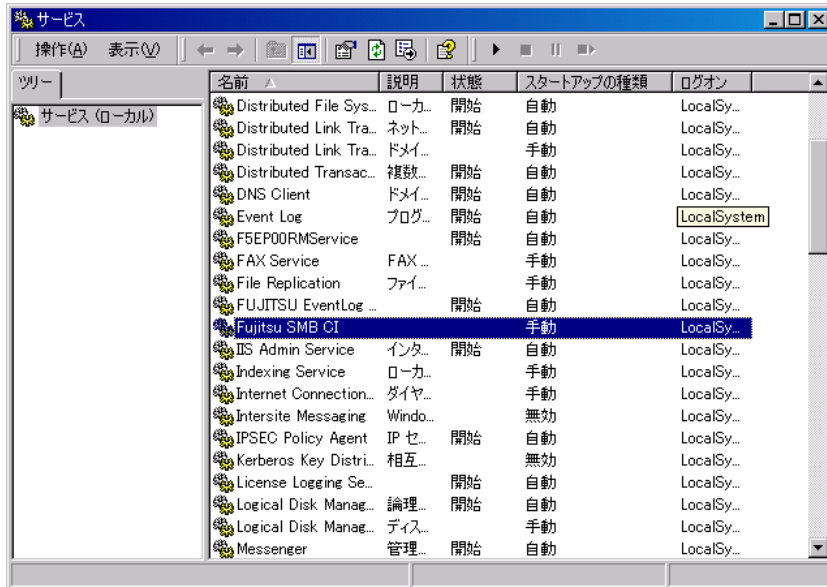 サービス
操作(A) 表示(V)
ツリー
サービス (ローカル)
名前 説明 状態 スタートアップの種類 ログオン
Distributed File Sys... ローカ... 開始 自動 LocalSy...
Distributed Link Tra... ネット... 開始 自動 LocalSy...
Distributed Link Tra... ドメイ... 手動 LocalSy...
Distributed Transac... 複数... 開始 自動 LocalSy...
DNS Client ドメイ... 開始 自動 LocalSy...
Event Log プログ... 開始 自動 LocalSystem
F5EP00RMService 開始 自動 LocalSy...
FAX Service FAX ... 手動 LocalSy...
File Replication ファイ... 手動 LocalSy...
FUJITSU EventLog ... 開始 自動 LocalSy...
Fujitsu SMB CI 手動 LocalSy...
IIS Admin Service インタ... 開始 自動 LocalSy...
Indexing Service ローカ... 手動 LocalSy...
Internet Connection... ダイヤ... 手動 LocalSy...
Intersite Messaging Windo... 無効 LocalSy...
IPSEC Policy Agent IP セ... 開始 自動 LocalSy...
Kerberos Key Distri... 相互... 無効 LocalSy...
License Logging Se... 開始 自動 LocalSy...
Logical Disk Manag... 論理... 開始 自動 LocalSy...
Logical Disk Manag... ディス... 手動 LocalSy...
Messenger 管理... 開始 自動 LocalSy...